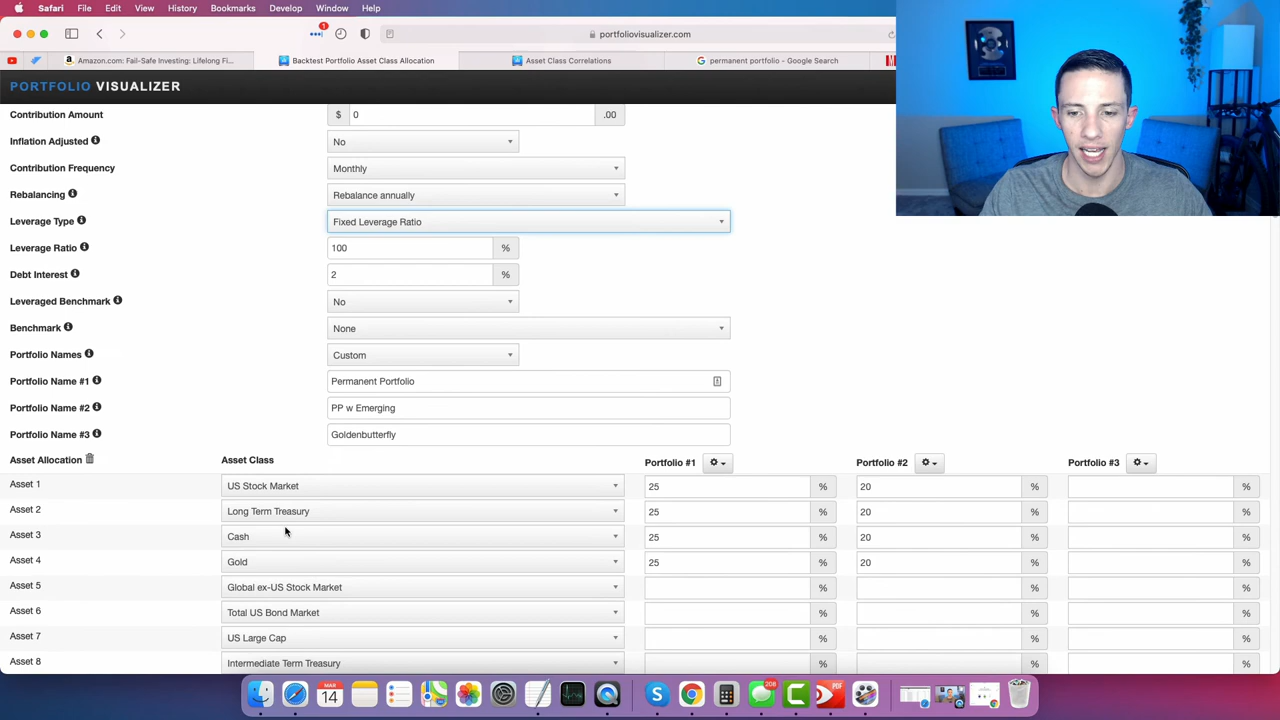 Safari File Edit View History Bookmarks Develop Window Help
1
portfoliovisualizer.com
Amazon.com: Fail-Safe Investing: Lifelong Fi...
Backtest Portfolio Asset Class Allocation
Asset Class Correlations
permanent portfolio - Google Search
PORTFOLIO VISUALIZER
Contribution Amount $ 0 .00
Inflation Adjusted No
Contribution Frequency Monthly
Rebalancing Rebalance annually
Leverage Type Fixed Leverage Ratio
Leverage Ratio 100 %
Debt Interest 2 %
Leveraged Benchmark No
Benchmark None
Portfolio Names Custom
Portfolio Name #1 Permanent Portfolio
Portfolio Name #2 PP w Emerging
Portfolio Name #3 Goldenbutterfly
Asset Allocation Asset Class Portfolio #1 Portfolio #2 Portfolio #3
Asset 1 US Stock Market 25 % 20 % %
Asset 2 Long Term Treasury 25 % 20 % %
Asset 3 Cash 25 % 20 % %
Asset 4 Gold 25 % 20 % %
Asset 5 Global ex-US Stock Market % % %
Asset 6 Total US Bond Market % % %
Asset 7 US Large Cap % % %
Asset 8 Intermediate Term Treasury % % %
MAR
14
208
PDF